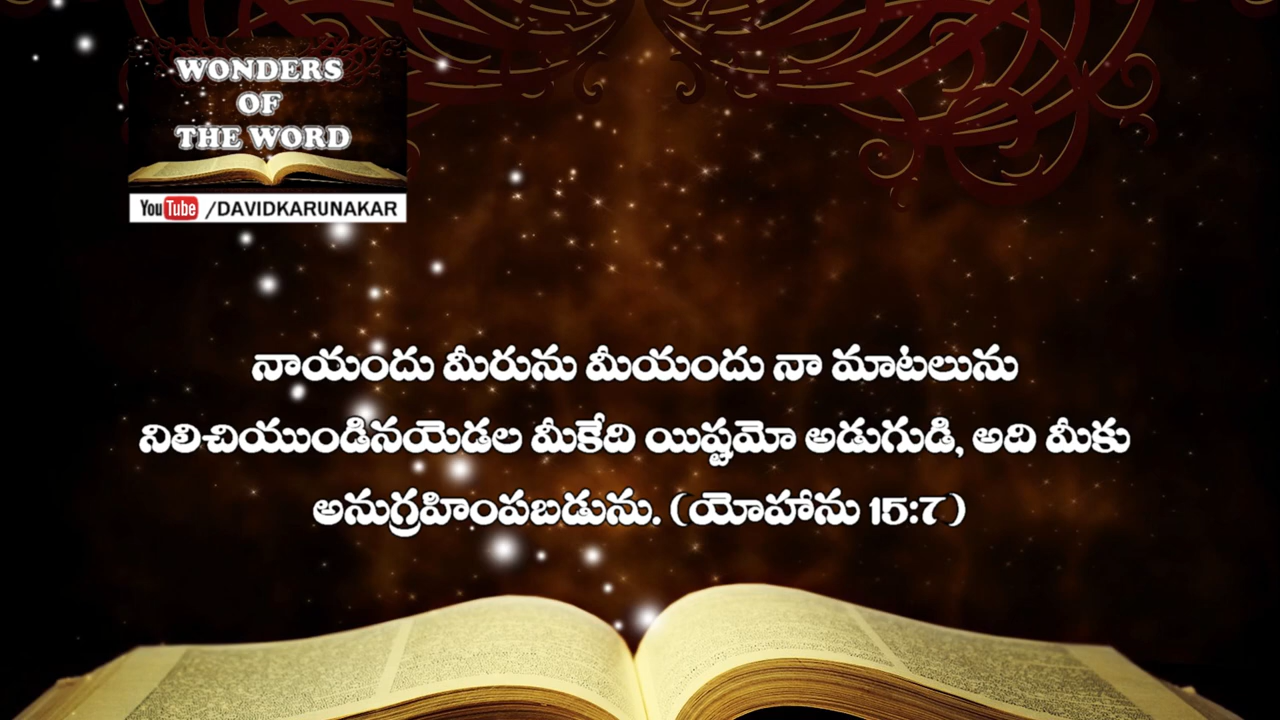 WONDERS
OF
THE WORD
YouTube /DAVIDKARUNAKAR
నాయందు మీరును మీయందు నా మాటలును
నిలిచియుండినయెడల మీకేది యిష్టమో అడుగుడి, అది మీకు
అనుగ్రహింపబడును. (యోహాను 15:7)